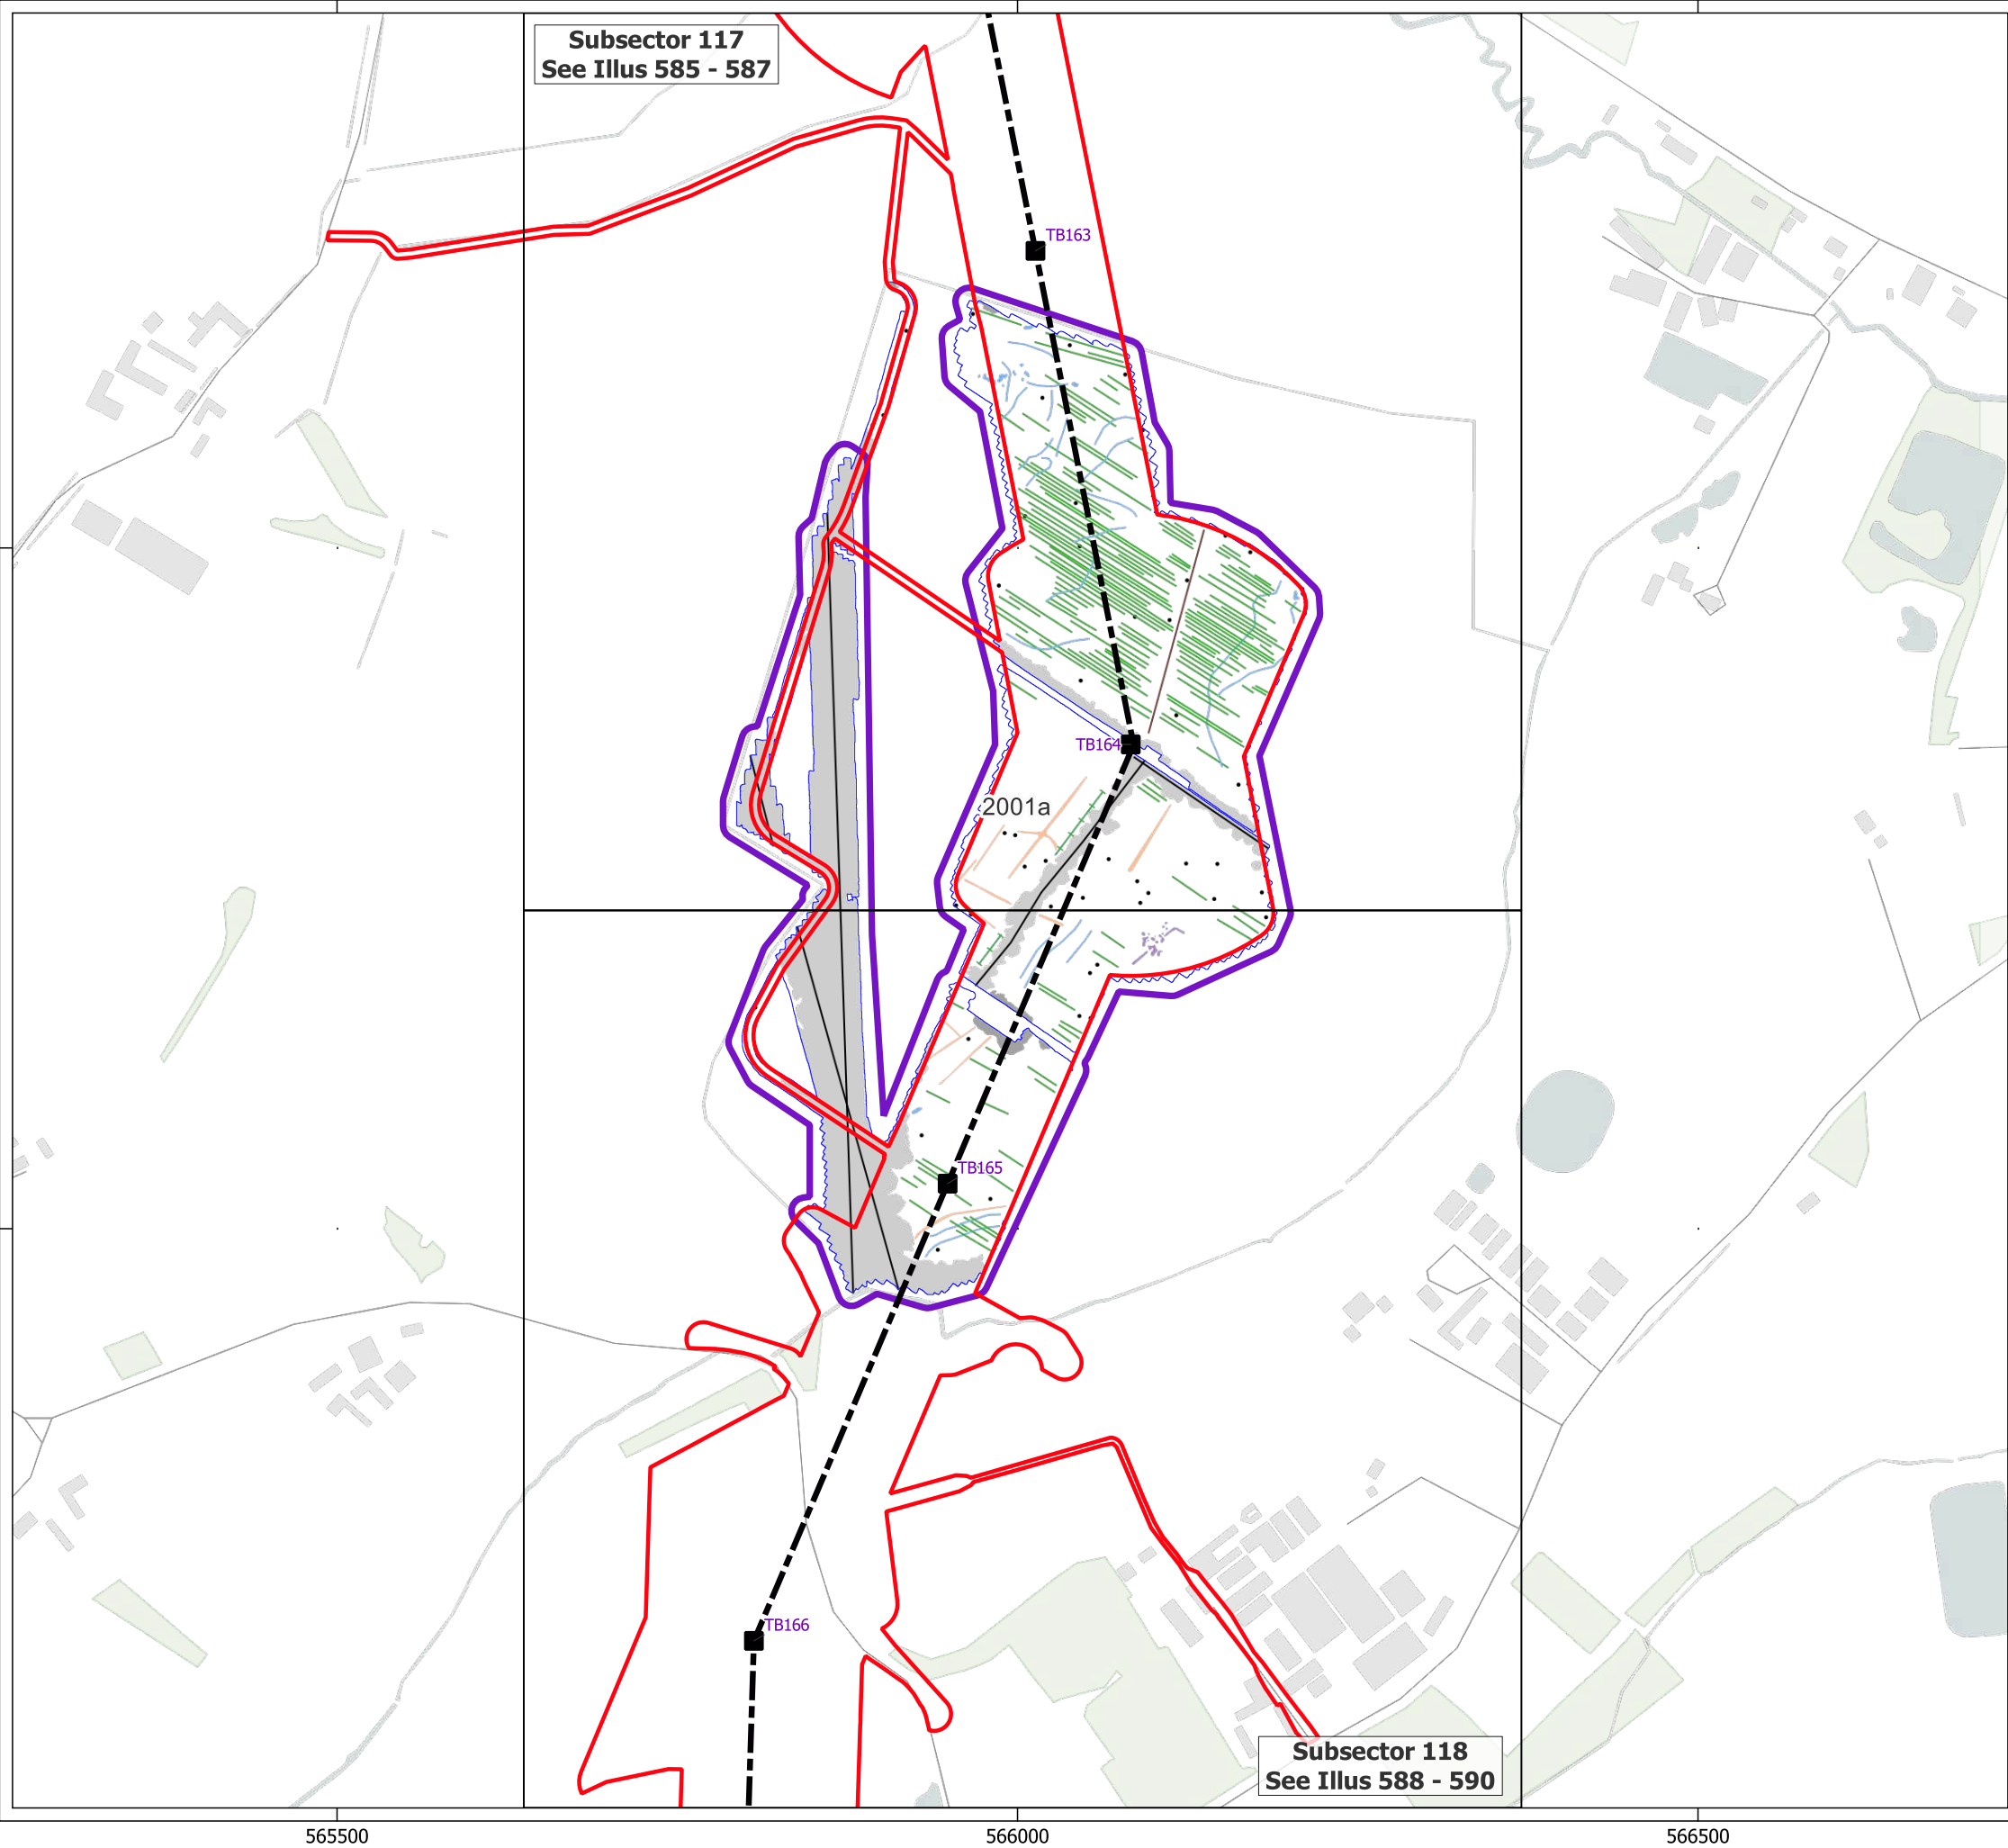 Subsector 117
See Illus 585 - 587
TB163
TB164
2001a
TB165
TB166
Subsector 118
See Illus 588 - 590
565500
566000
566500